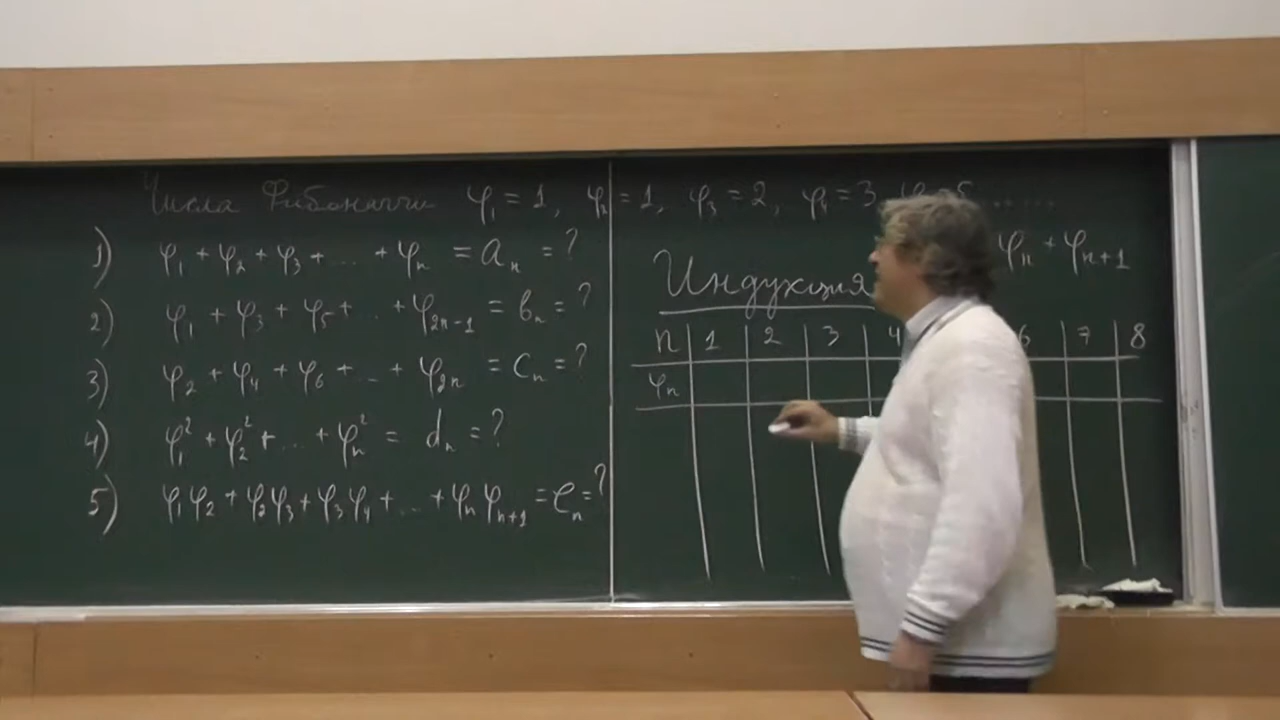 Числа Фибоначчи φ₁ = 1, φ₂ = 1, φ₃ = 2, φ₄ = 3, φ 5 ......
1) φ₁ + φ₂ + φ₃ + ... + φₙ = aₙ = ?
2) φ₁ + φ₃ + φ₅ + ... + φ₂ₙ₋₁ = bₙ = ?
3) φ₂ + φ₄ + φ₆ + ... + φ₂ₙ = cₙ = ?
4) φ₁² + φ₂² + ... + φₙ² = dₙ = ?
5) φ₁φ₂ + φ₂φ₃ + φ₃φ₄ + ... + φₙφₙ₊₁ = eₙ = ?
φₙ + φₙ₊₁
Индукция
n 1 2 3 4 6 7 8
φₙ